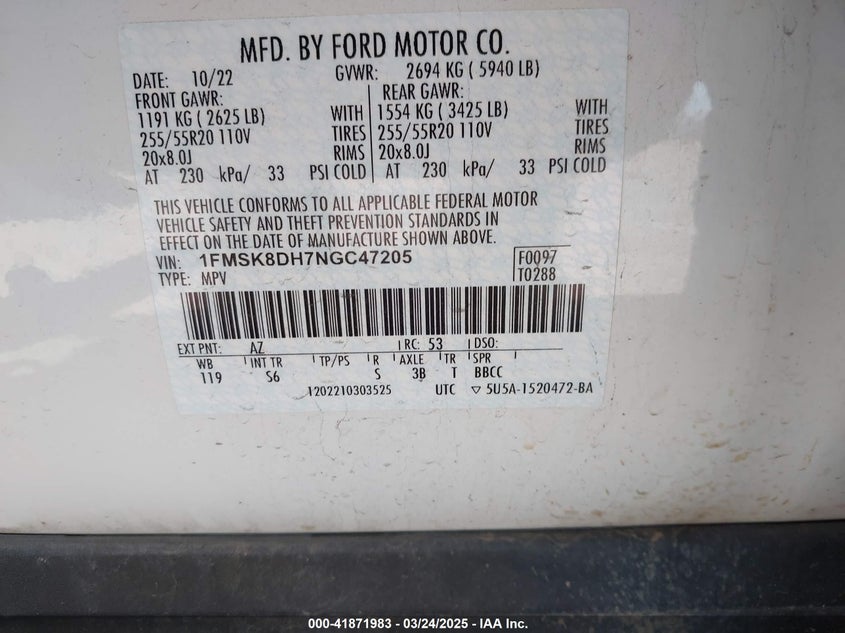 MFD. BY FORD MOTOR CO.
DATE: 10/22 GVWR: 2694 KG ( 5940 LB)
FRONT GAWR: REAR GAWR:
1191 KG ( 2625 LB) WITH 1554 KG ( 3425 LB) WITH
255/55R20 110V TIRES 255/55R20 110V TIRES
20x8.0J RIMS 20x8.0J RIMS
AT 230 kPa/ 33 PSI COLD AT 230 kPa/ 33 PSI COLD
THIS VEHICLE CONFORMS TO ALL APPLICABLE FEDERAL MOTOR
VEHICLE SAFETY AND THEFT PREVENTION STANDARDS IN
EFFECT ON THE DATE OF MANUFACTURE SHOWN ABOVE.
VIN: 1FMSK8DH7NGC47205 F0097
TYPE: MPV T0288
EXT PNT: AZ RC: 53 DSO:
WB INT TR TP/PS R AXLE TR SPR
119 S6 S 3B T BBCC
1202210303525 UTC ▽ 5U5A-1520472-BA
000-41871983 / 03/24/2025 - IAA Inc.